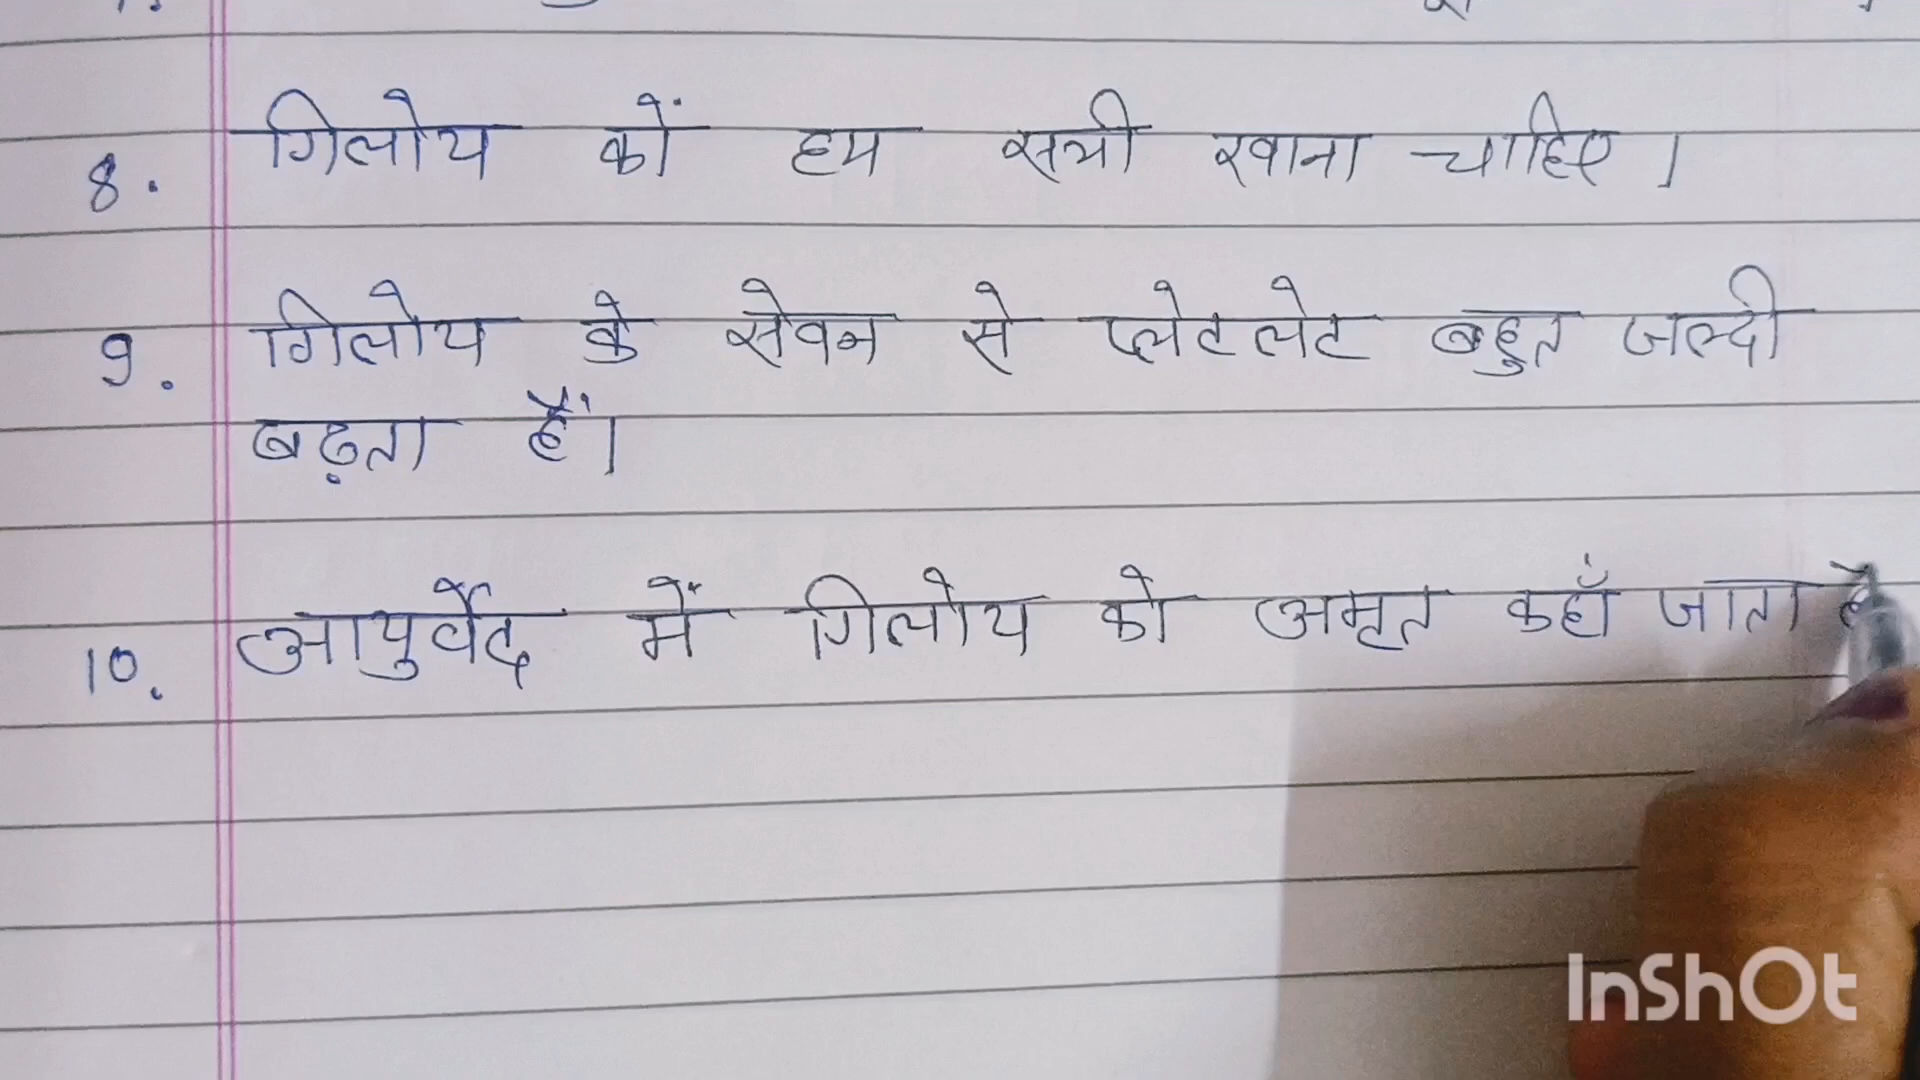 8. गिलोय कों हम सभी खाना चाहिए।
9. गिलोय के सेवन से प्लेटलेट बहुत जल्दी
बढ़ता हैं।
10. आयुर्वेद में गिलोय को अमृत कहाँ जाता
InShOt